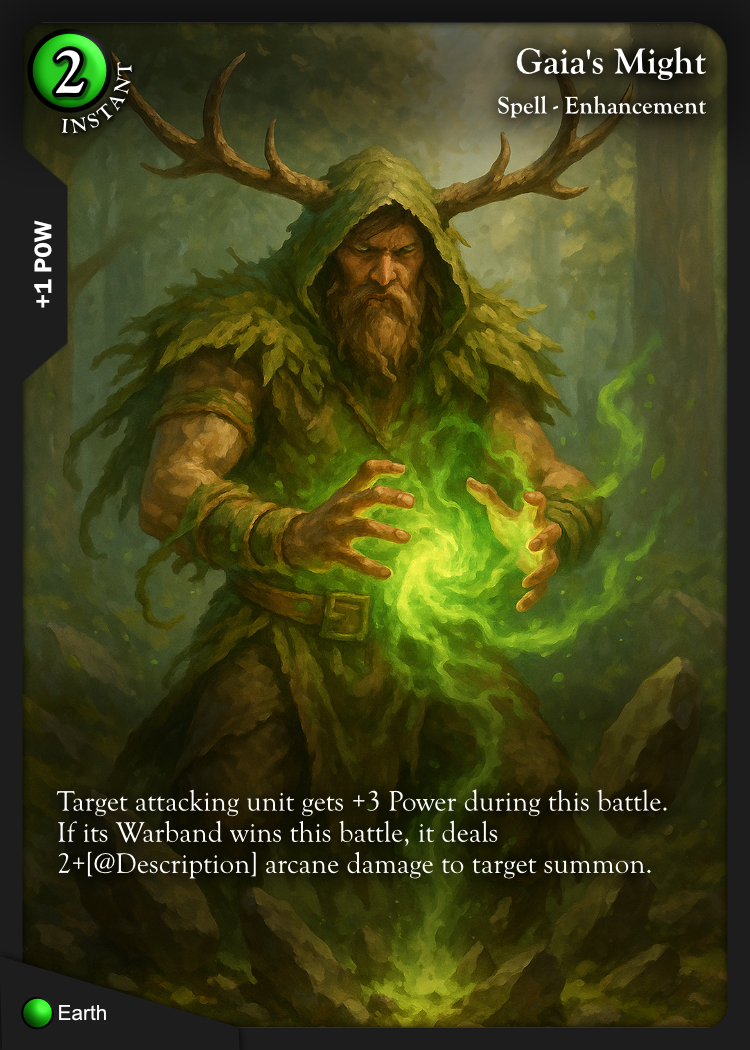 2
INSTANT
Gaia's Might
Spell - Enhancement
+1 POW
Target attacking unit gets +3 Power during this battle.
If its Warband wins this battle, it deals
2+[@Description] arcane damage to target summon.
Earth